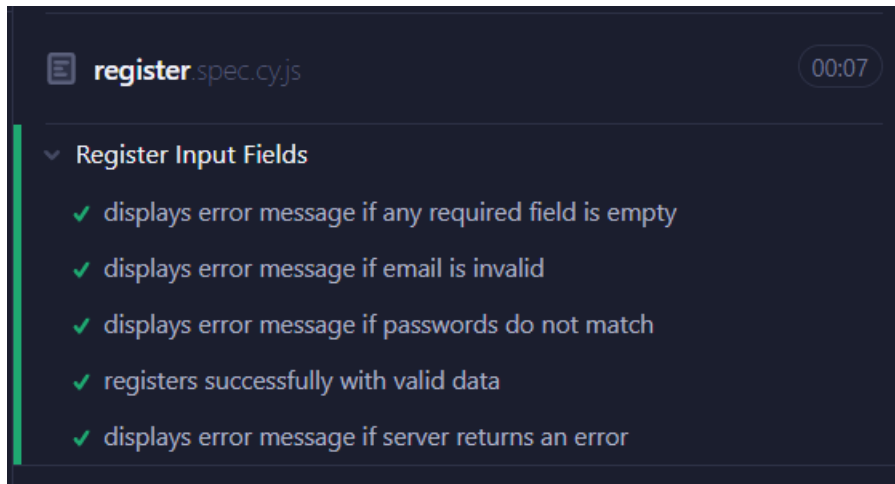 register.spec.cy.js 00:07
Register Input Fields
displays error message if any required field is empty
displays error message if email is invalid
displays error message if passwords do not match
registers successfully with valid data
displays error message if server returns an error